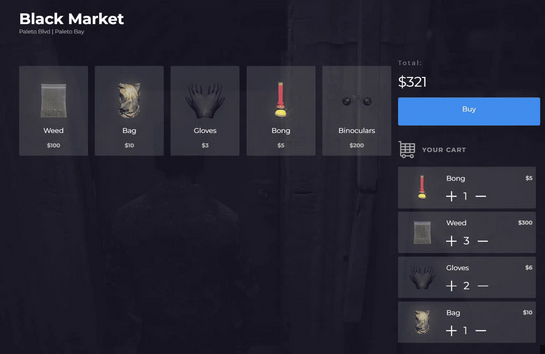 Black Market
Paleto Blvd | Paleto Bay
Weed
$100
Bag
$10
Gloves
$3
Bong
$5
Binoculars
$200
Total:
$321
Buy
YOUR CART
Bong $5
+ 1 —
Weed $300
+ 3 —
Gloves $6
+ 2 —
Bag $10
+ 1 —